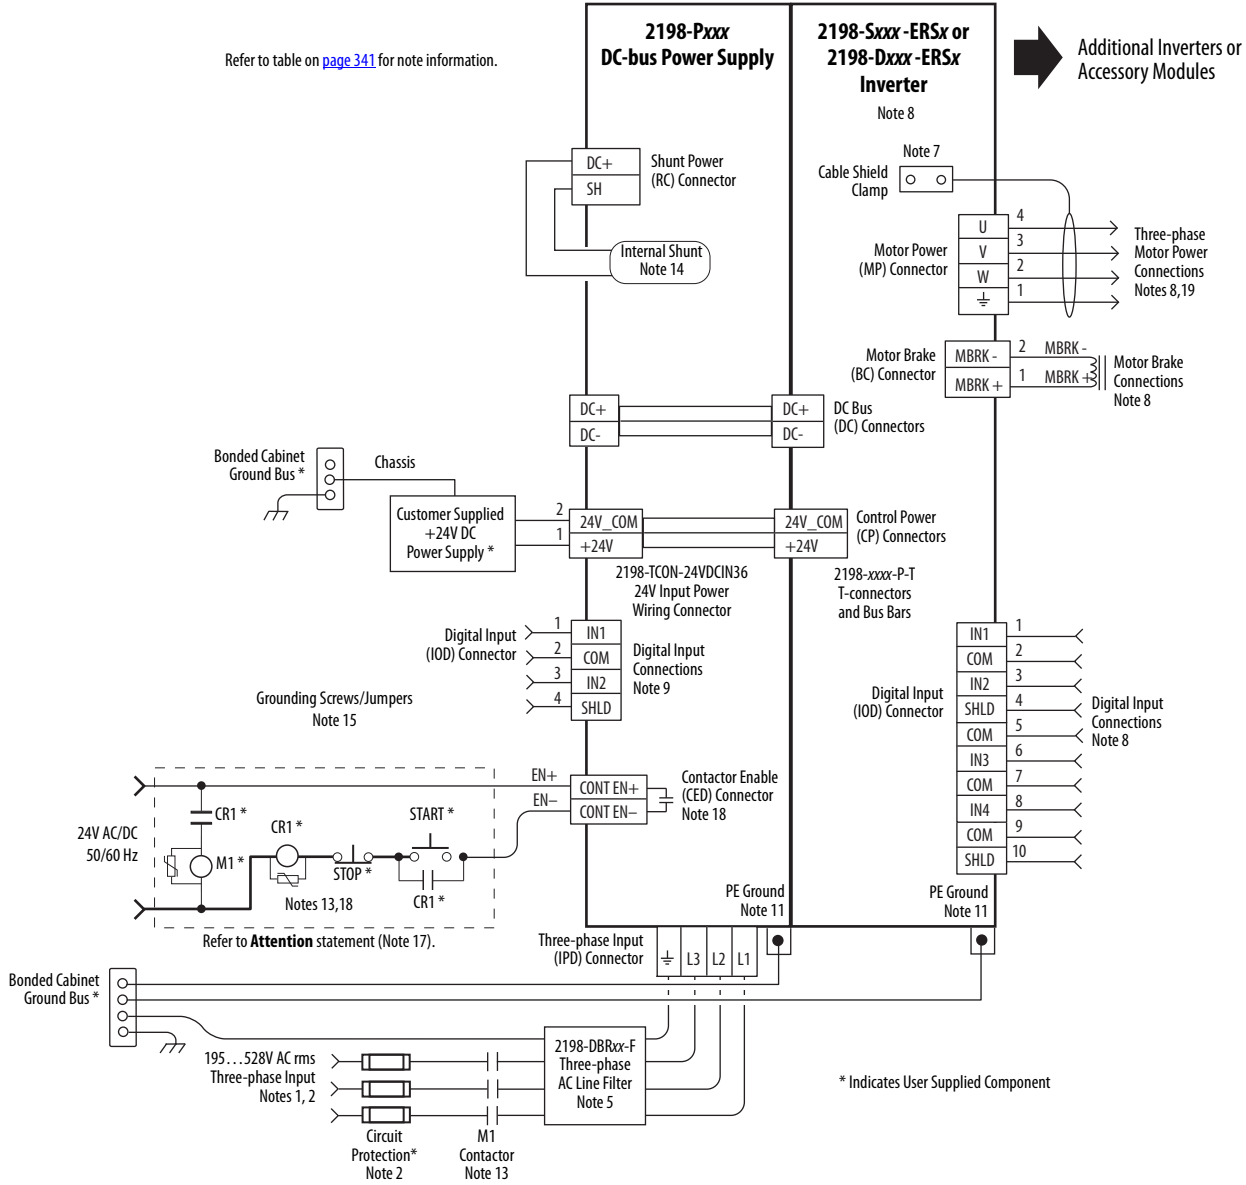 Refer to table on page 341 for note information.
2198-Pxxx
DC-bus Power Supply
2198-Sxxx -ERSx or
2198-Dxxx -ERSx
Inverter
Note 8
Additional Inverters or
Accessory Modules
DC+
SH
Shunt Power
(RC) Connector
Internal Shunt
Note 14
Note 7
Cable Shield
Clamp
Motor Power
(MP) Connector
U
V
W
4
3
2
1
Three-phase
Motor Power
Connections
Notes 8,19
Motor Brake
(BC) Connector
MBRK -
MBRK +
2
1
MBRK -
MBRK +
Motor Brake
Connections
Note 8
DC+
DC-
DC+
DC-
DC Bus
(DC) Connectors
Bonded Cabinet
Ground Bus *
Chassis
Customer Supplied
+24V DC
Power Supply *
2
1
24V_COM
+24V
24V_COM
+24V
Control Power
(CP) Connectors
2198-TCON-24VDCIN36
24V Input Power
Wiring Connector
2198-xxxx-P-T
T-connectors
and Bus Bars
Digital Input
(IOD) Connector
1
2
3
4
IN1
COM
IN2
SHLD
Digital Input
Connections
Note 9
Digital Input
(IOD) Connector
IN1
COM
IN2
SHLD
COM
IN3
COM
IN4
COM
SHLD
1
2
3
4
5
6
7
8
9
10
Digital Input
Connections
Note 8
Grounding Screws/Jumpers
Note 15
24V AC/DC
50/60 Hz
CR1 *
M1 *
CR1 *
Notes 13,18
STOP *
START *
CR1 *
EN+
EN−
CONT EN+
CONT EN−
Contactor Enable
(CED) Connector
Note 18
Refer to Attention statement (Note 17).
PE Ground
Note 11
PE Ground
Note 11
Three-phase Input
(IPD) Connector
L3
L2
L1
Bonded Cabinet
Ground Bus *
195…528V AC rms
Three-phase Input
Notes 1, 2
2198-DBRxx-F
Three-phase
AC Line Filter
Note 5
Circuit
Protection*
Note 2
M1
Contactor
Note 13
* Indicates User Supplied Component